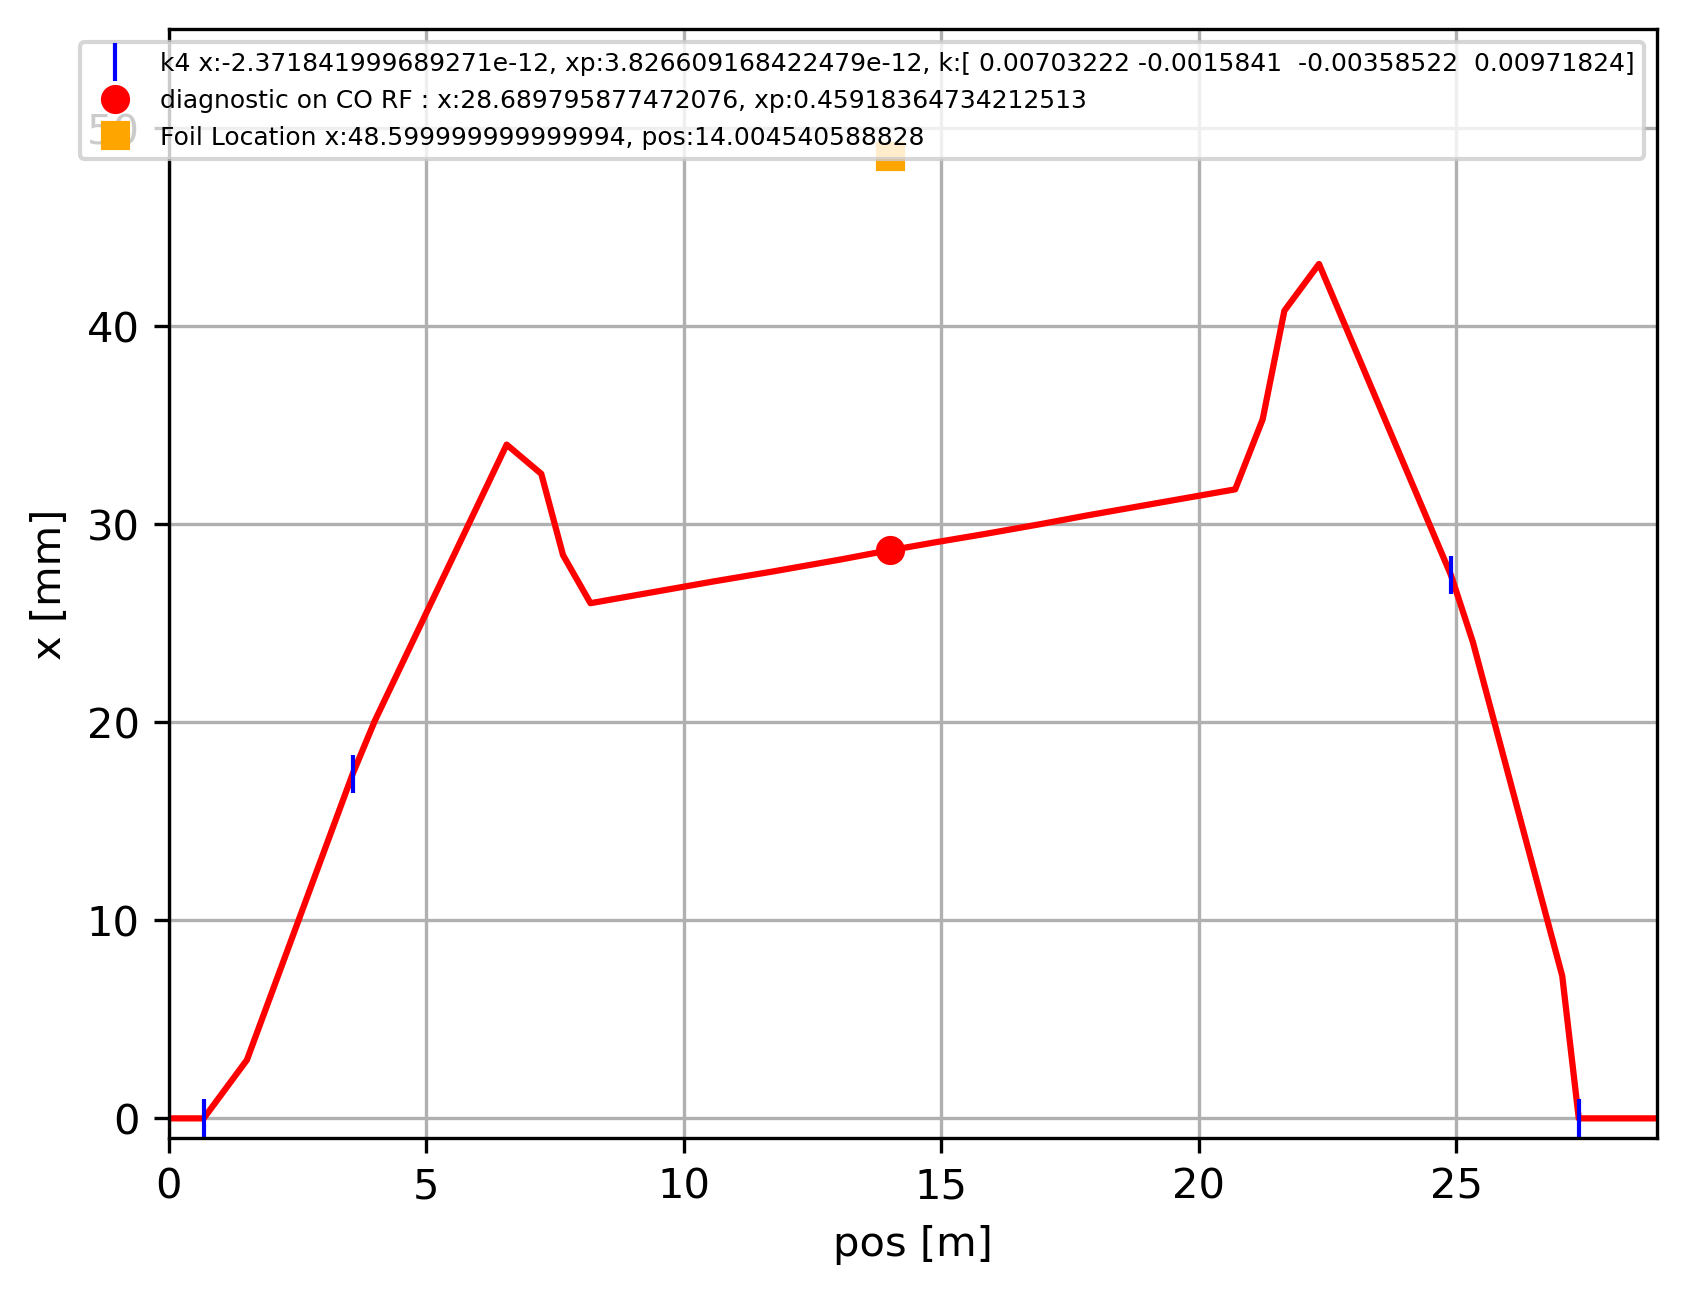 k4 x:-2.371841999689271e-12, xp:3.826609168422479e-12, k:[ 0.00703222 -0.0015841  -0.00358522  0.00971824]
diagnostic on CO RF : x:28.689795877472076, xp:0.45918364734212513
Foil Location x:48.599999999999994, pos:14.004540588828
50
40
30
20
10
0
x [mm]
0 5 10 15 20 25
pos [m]